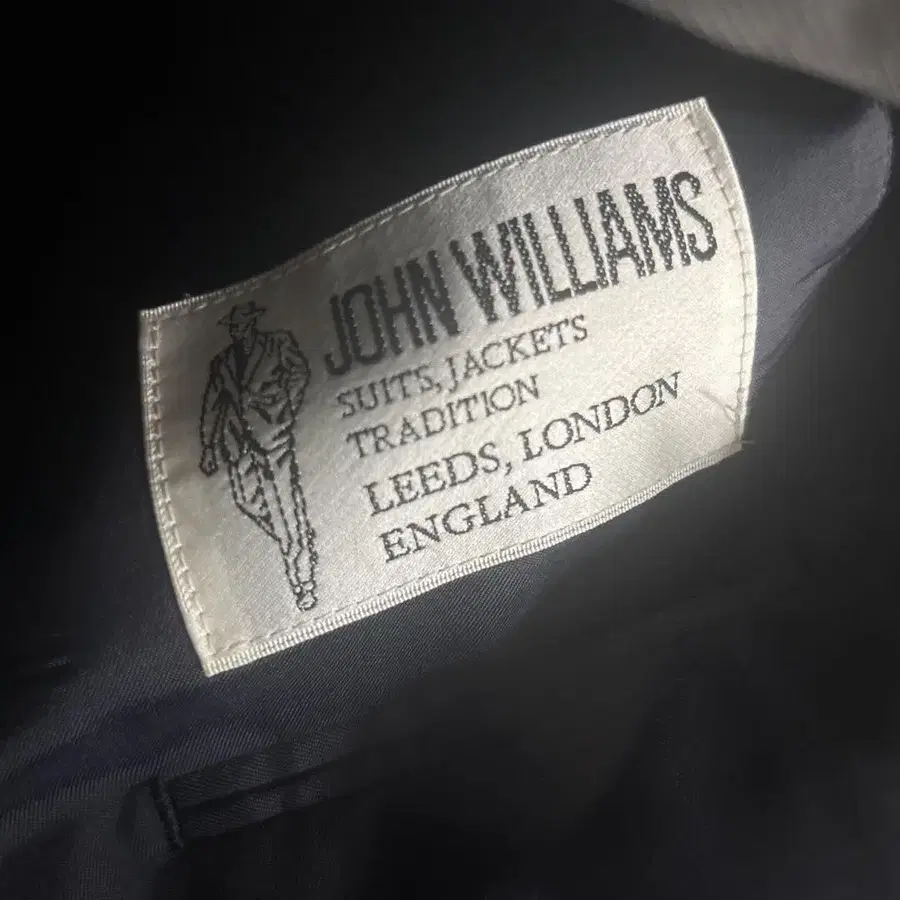 JOHN WILLIAMS
SUITS, JACKETS
TRADITION
LEEDS, LONDON
ENGLAND